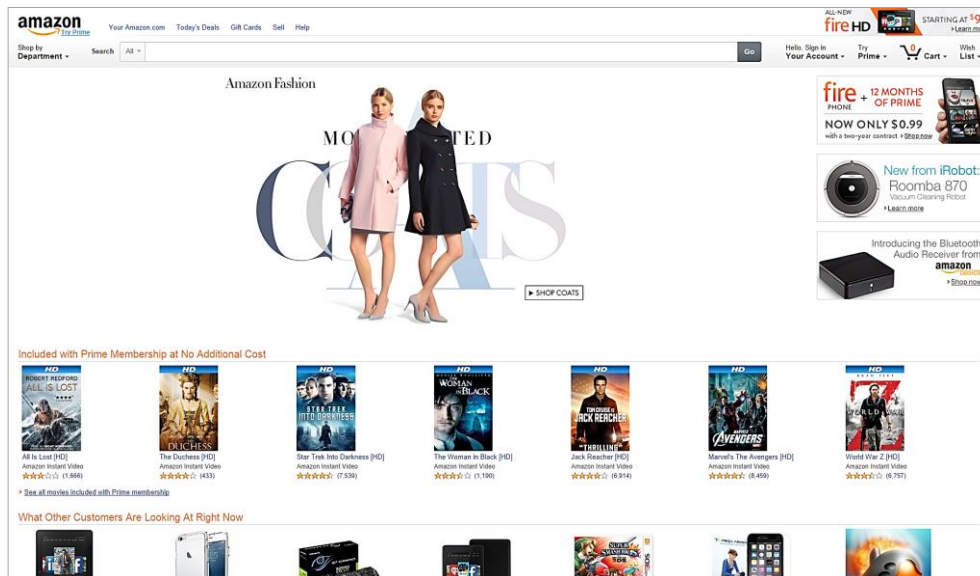 amazon
Try Prime
Your Amazon.com Today's Deals Gift Cards Sell Help
ALL-NEW
fire HD
STARTING AT $9
Learn m
Shop by
Department
Search All
Go
Hello. Sign in
Your Account
Try
Prime
0
Cart
Wish
List
Amazon Fashion
MO TED
COATS
SHOP COATS
fire + 12 MONTHS
PHONE OF PRIME
NOW ONLY $0.99
with a two-year contract Shop now
New from iRobot:
Roomba 870
Vacuum Cleaning Robot
Learn more
Introducing the Bluetooth
Audio Receiver from
amazon
basics
Shop now
Included with Prime Membership at No Additional Cost
HD HD HD HD HD HD HD
ROBERT REDFORD
ALL IS LOST
THE DUCHESS
STAR TREK
INTO DARKNESS
WOMAN
IN BLACK
TOM CRUISE IS
JACK REACHER
"THRILLING"
AVENGERS
WORLD WAR
Z
All Is Lost [HD] The Duchess [HD] Star Trek Into Darkness [HD] The Woman in Black [HD] Jack Reacher [HD] Marvel's The Avengers [HD] World War Z [HD]
Amazon Instant Video Amazon Instant Video Amazon Instant Video Amazon Instant Video Amazon Instant Video Amazon Instant Video Amazon Instant Video
(1,866) (433) (7,539) (1,190) (6,914) (8,459) (6,757)
See all movies included with Prime membership
What Other Customers Are Looking At Right Now
SUPER
SMASH BROS